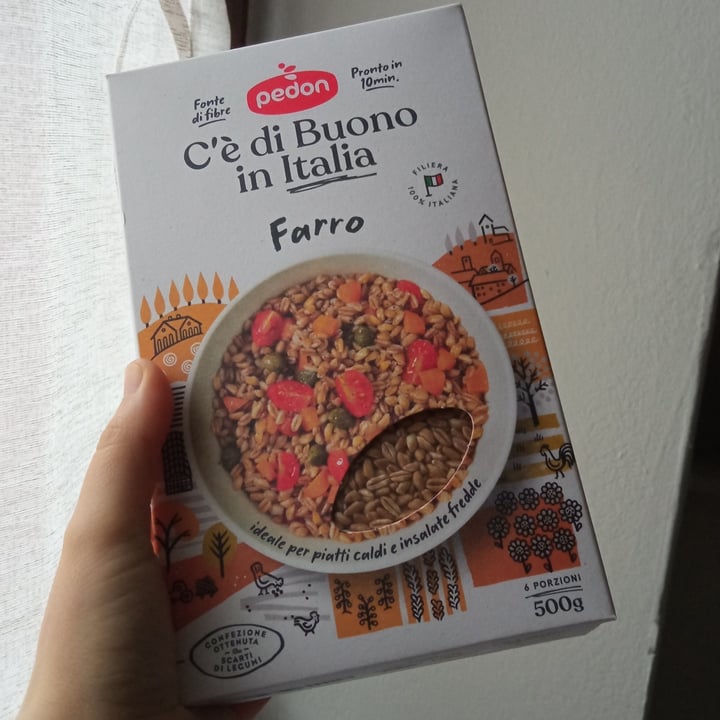 Fonte
di fibre
pedon
Pronto in
10 min.
C'è di Buono
in Italia
FILIERA
100% ITALIANA
Farro
ideale per piatti caldi e insalate fredde
6 PORZIONI
500g
CONFEZIONE
OTTENUTA
DA
SCARTI
DI LEGUMI